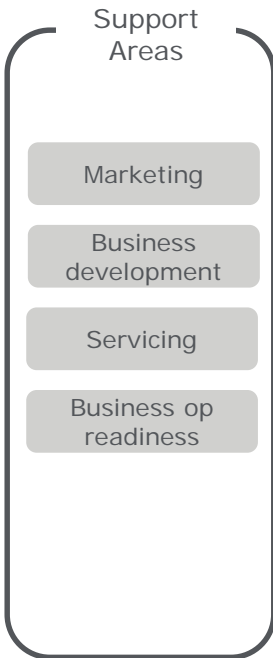 Support
Areas
Marketing
Business
development
Servicing
Business op
readiness